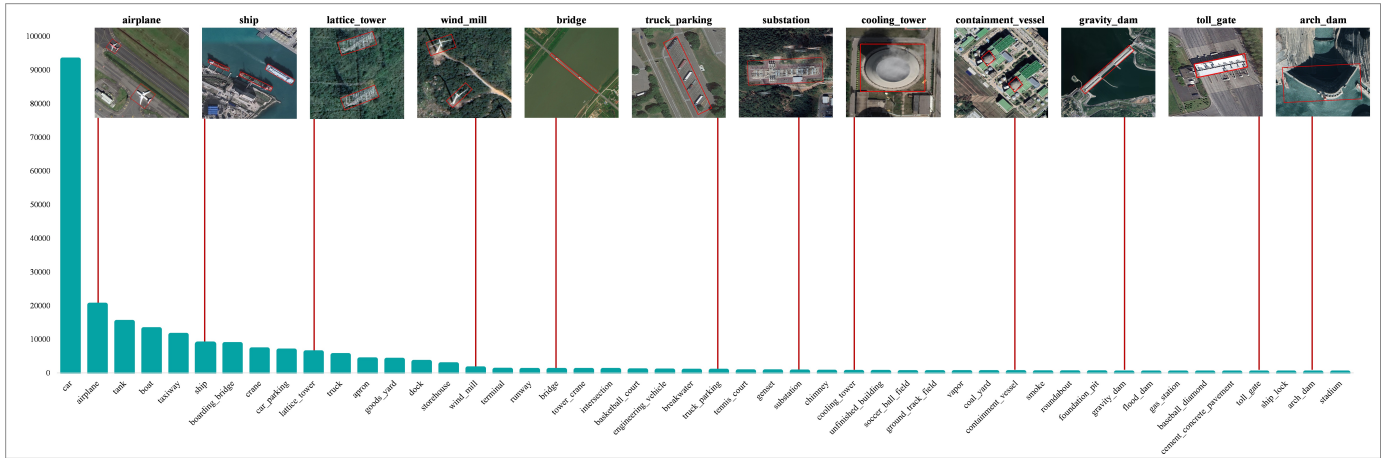 airplane ship lattice_tower wind_mill bridge truck_parking substation cooling_tower containment_vessel gravity_dam toll_gate arch_dam
100000
90000
80000
70000
60000
50000
40000
30000
20000
10000
0
car
airplane
tank
boat
taxiway
ship
boarding_bridge
crane
car_parking
lattice_tower
truck
apron
goods_yard
dock
storehouse
wind_mill
terminal
runway
bridge
tower_crane
intersection
basketball_court
engineering_vehicle
breakwater
truck_parking
tennis_court
genset
substation
chimney
cooling_tower
unfinished_building
soccer_ball_field
ground_track_field
vapor
coal_yard
containment_vessel
smoke
roundabout
foundation_pit
gravity_dam
flood_dam
gas_station
baseball_diamond
cement_concrete_pavement
toll_gate
ship_lock
arch_dam
stadium